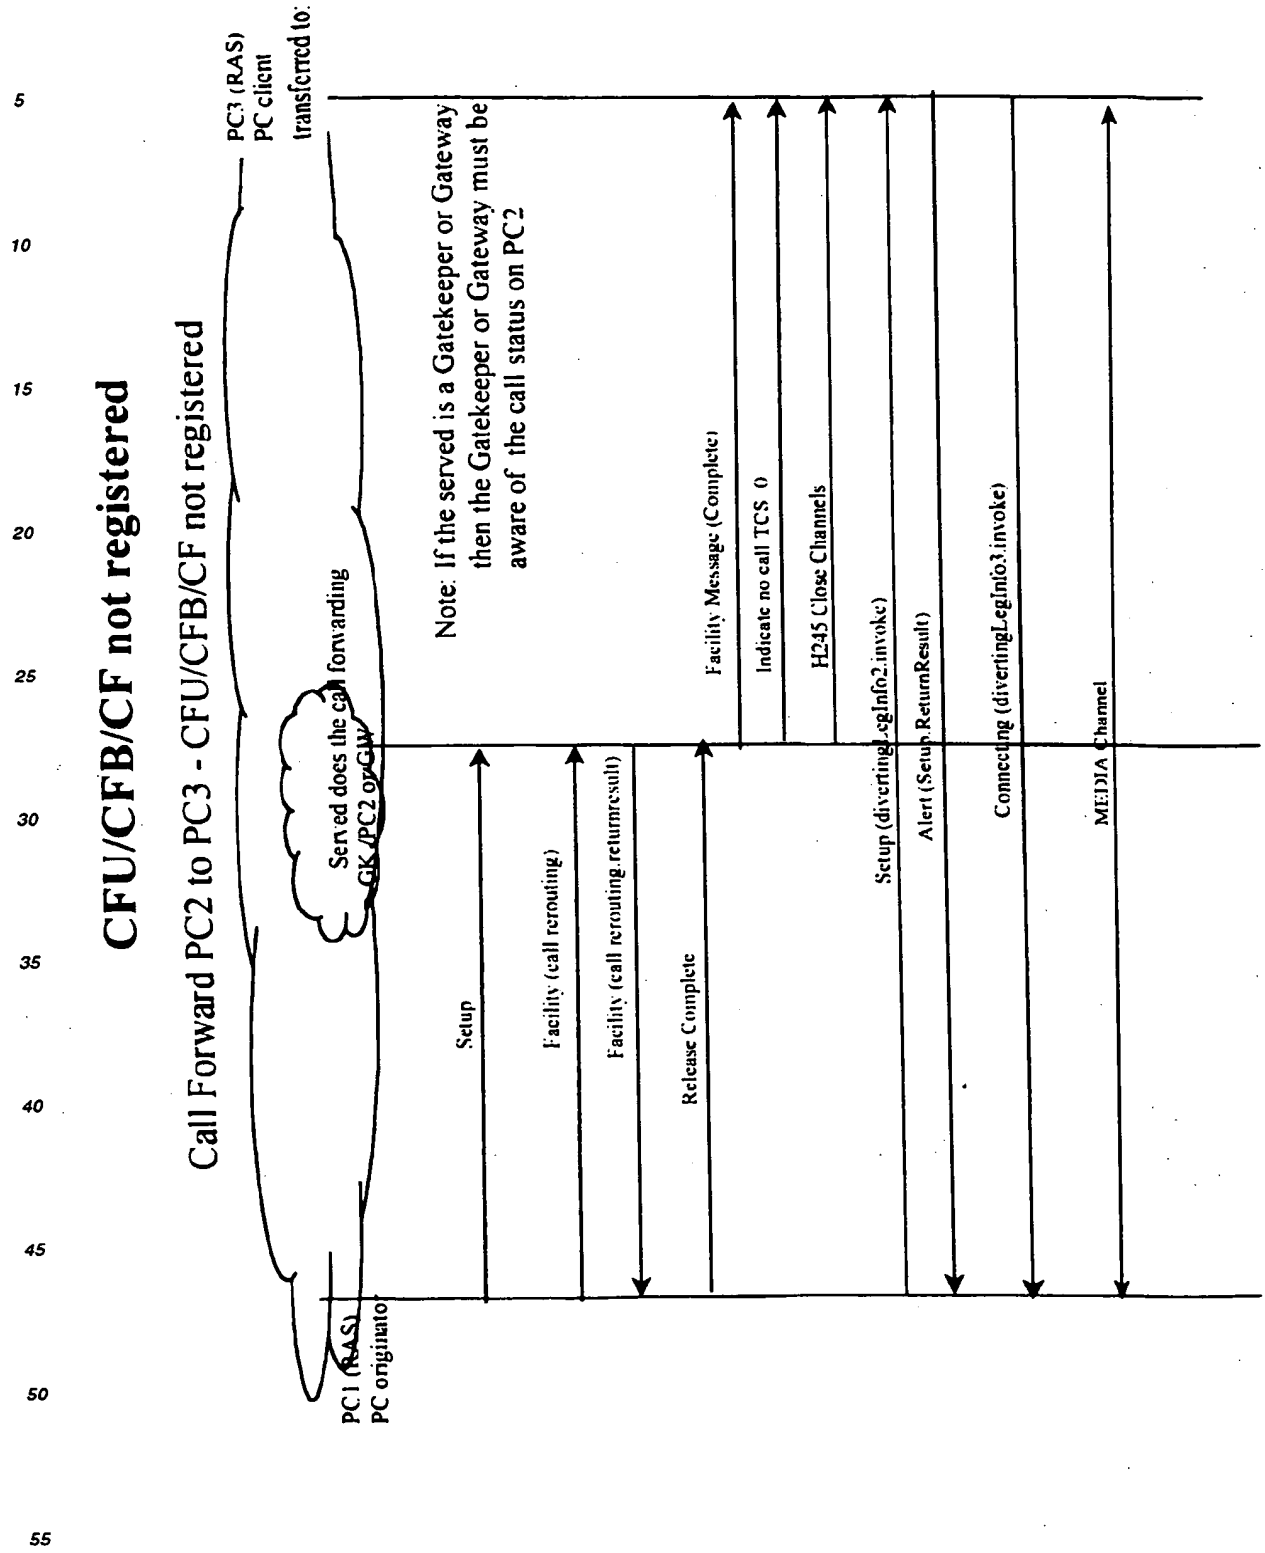 CFU/CFB/CF not registered
Call Forward PC2 to PC3 - CFU/CFB/CF not registered
PC3 (RAS)
PC client
transferred to:
Served does the call forwarding
GK /PC2 or GW
PC1 (RAS)
PC originato
Note: If the served is a Gatekeeper or Gateway
then the Gatekeeper or Gateway must be
aware of the call status on PC2
Setup
Facility (call rerouting)
Facility (call rerouting.returnresult)
Release Complete
Facility Message (Complete)
Indicate no call TCS ()
H245 Close Channels
Setup (divertingLegInfo2.invoke)
Alert (Setup.ReturnResult)
Connecting (divertingLegInfo3.invoke)
MEDIA Channel
5
10
15
20
25
30
35
40
45
50
55